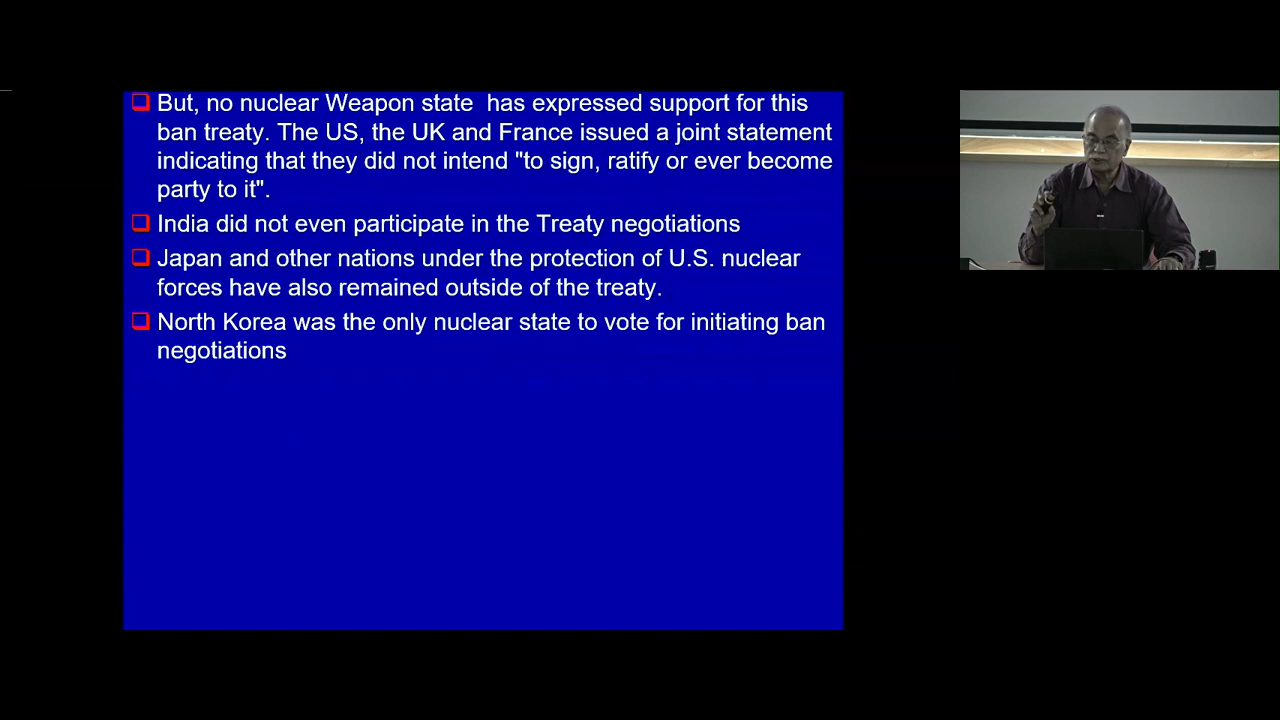 But, no nuclear Weapon state  has expressed support for this
ban treaty. The US, the UK and France issued a joint statement
indicating that they did not intend "to sign, ratify or ever become
party to it".
India did not even participate in the Treaty negotiations
Japan and other nations under the protection of U.S. nuclear
forces have also remained outside of the treaty.
North Korea was the only nuclear state to vote for initiating ban
negotiations